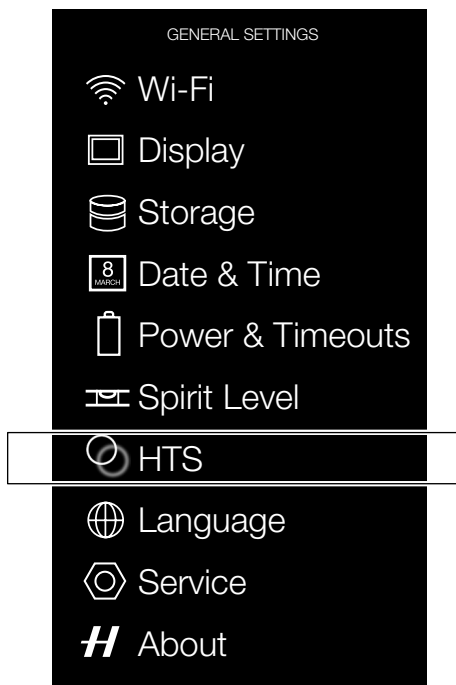 GENERAL SETTINGS
Wi-Fi
Display
Storage
8
MARCH
Date & Time
Power & Timeouts
Spirit Level
HTS
Language
Service
H About